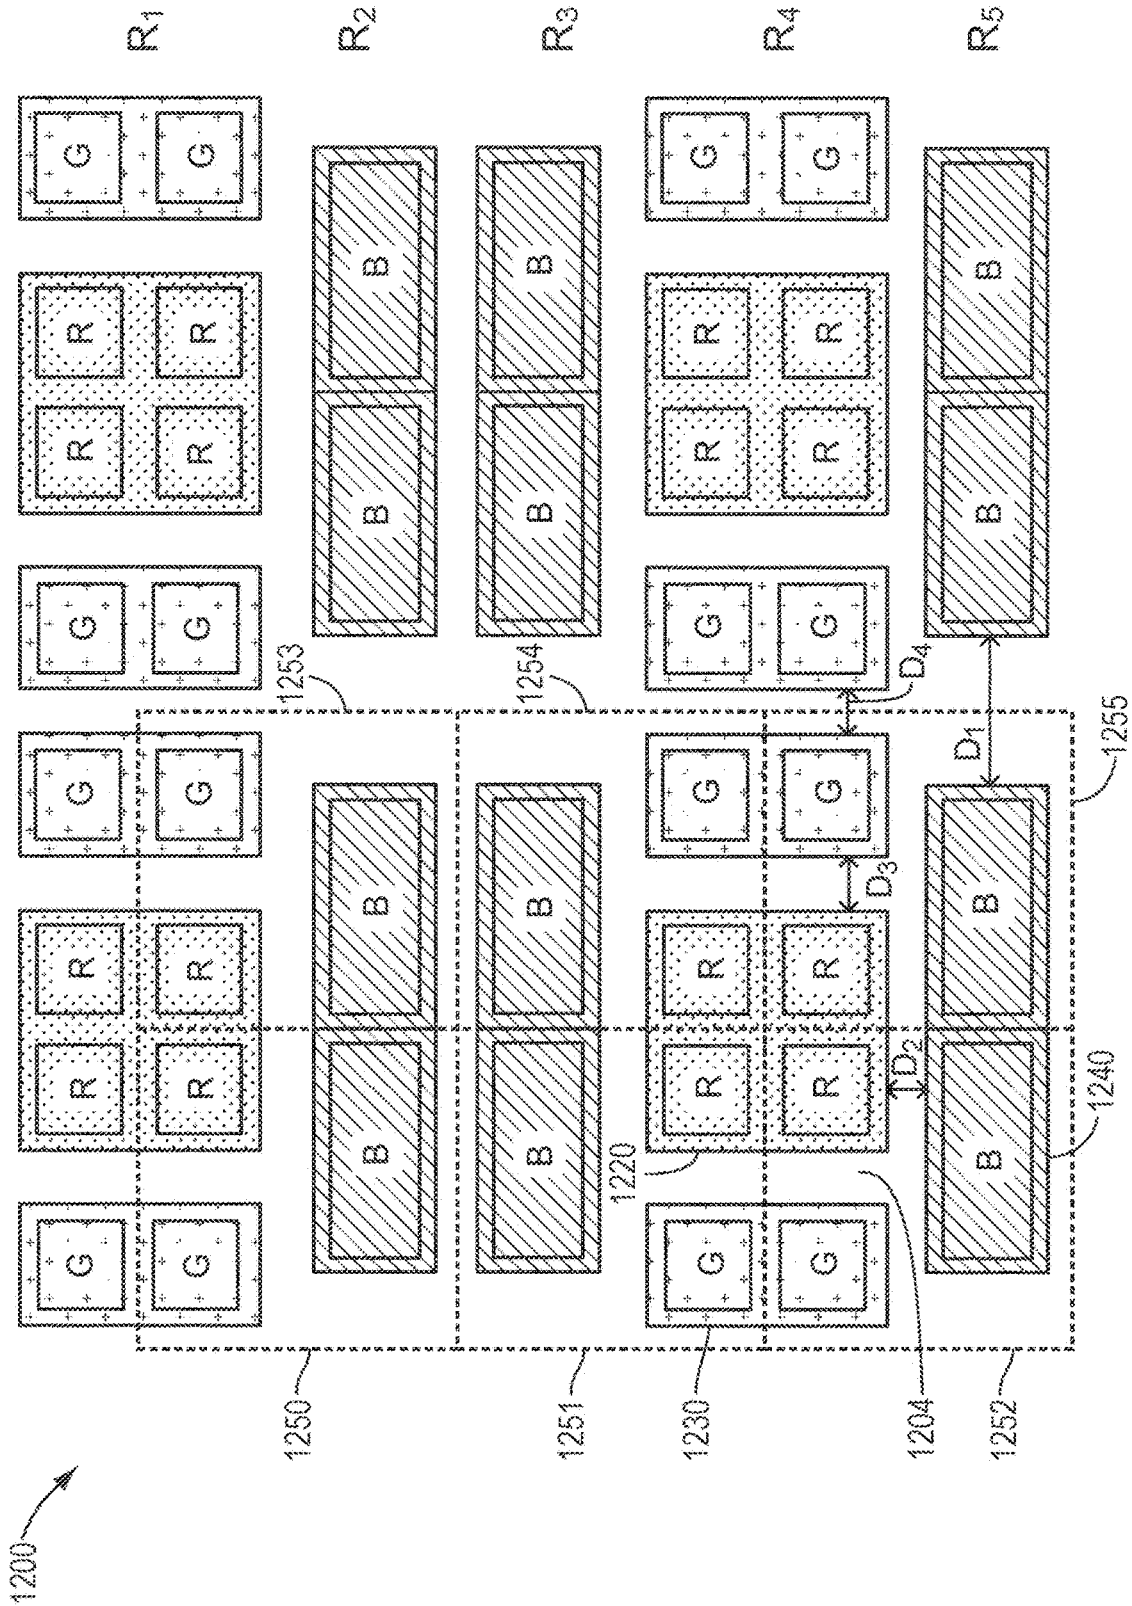 1200
G R R G G R R G
R₁
G R R G G R R G
1253
1250
B B B B R₂
1254
B B B B R₃
1251
1220
1230
G R R G G R R G
R₄
G R R G G R R G
D₃
D₂
D₄
1204
D₁
B B B B R₅
1252
1240
1255